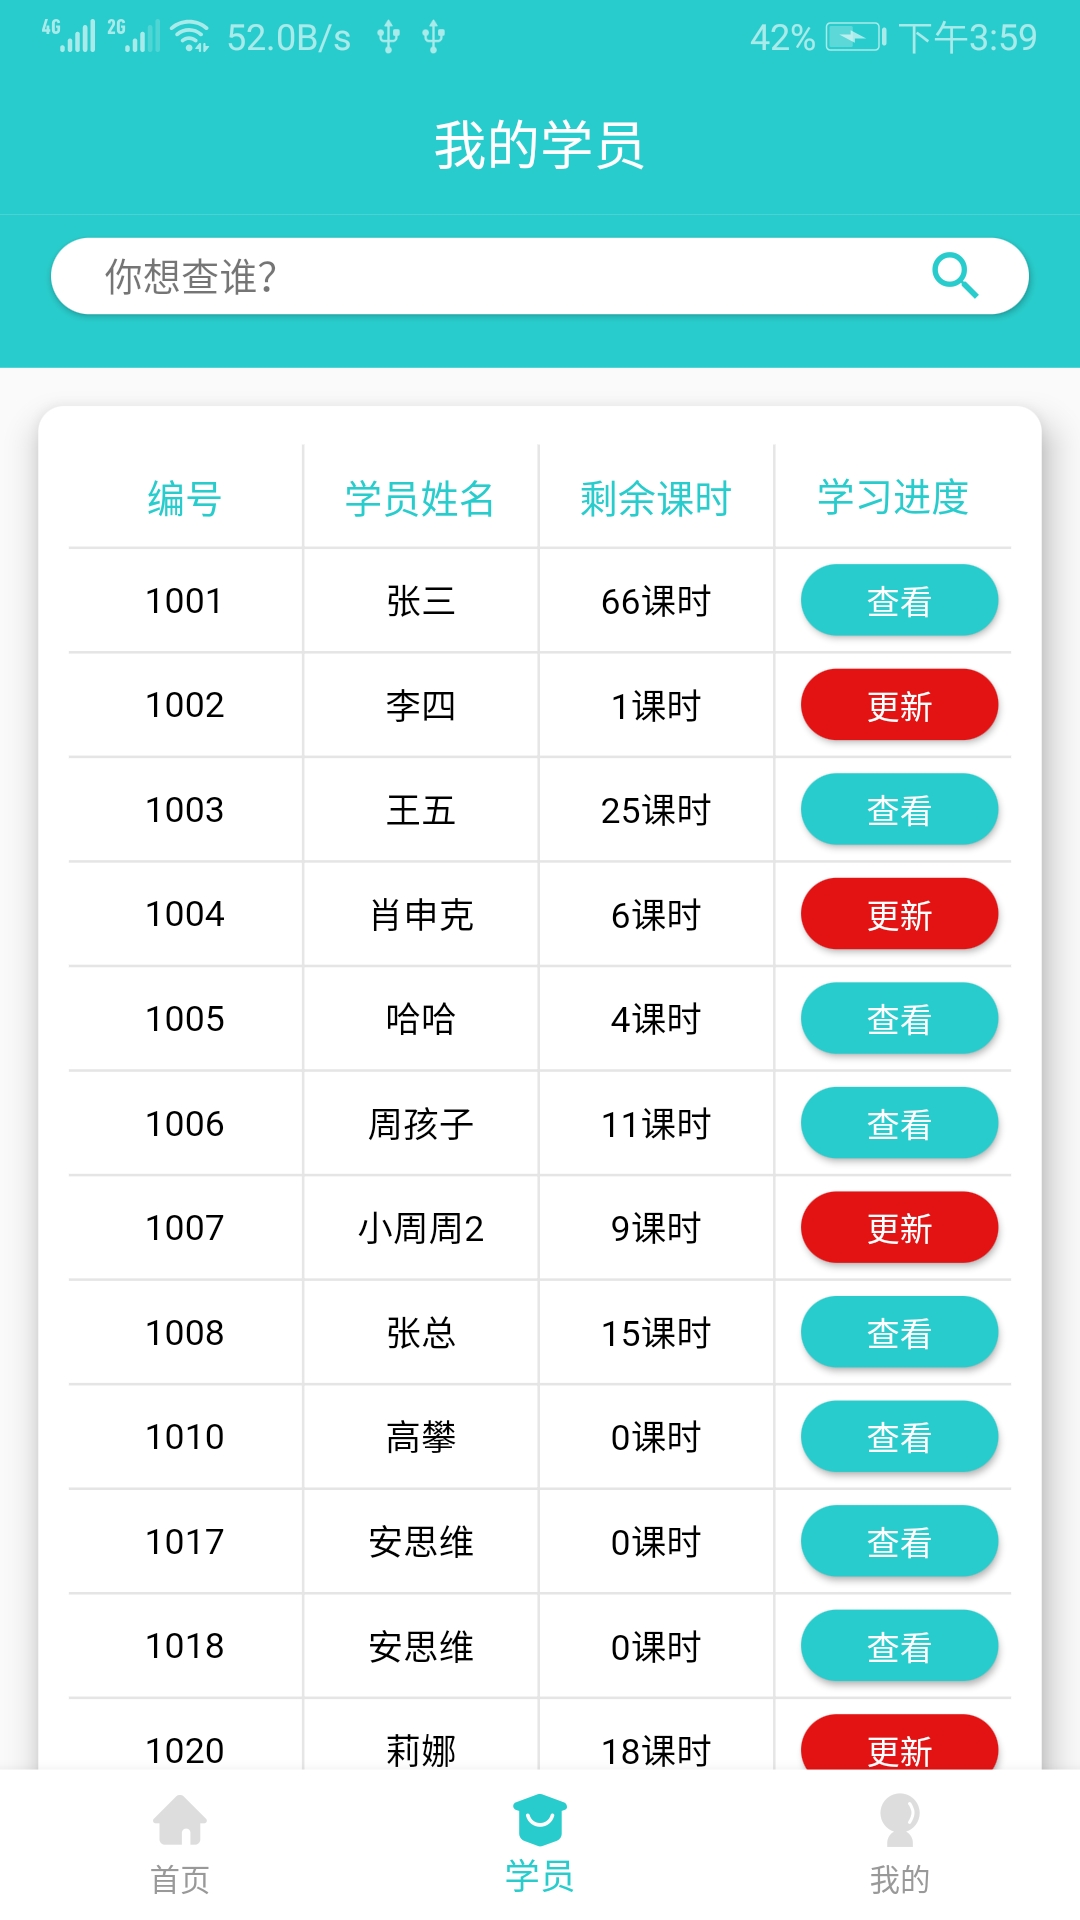 4G 2G 52.0B/s 42% 下午3:59
我的学员
你想查谁?
编号 学员姓名 剩余课时 学习进度
1001 张三 66课时 查看
1002 李四 1课时 更新
1003 王五 25课时 查看
1004 肖申克 6课时 更新
1005 哈哈 4课时 查看
1006 周孩子 11课时 查看
1007 小周周2 9课时 更新
1008 张总 15课时 查看
1010 高攀 0课时 查看
1017 安思维 0课时 查看
1018 安思维 0课时 查看
1020 莉娜 18课时 更新
首页 学员 我的